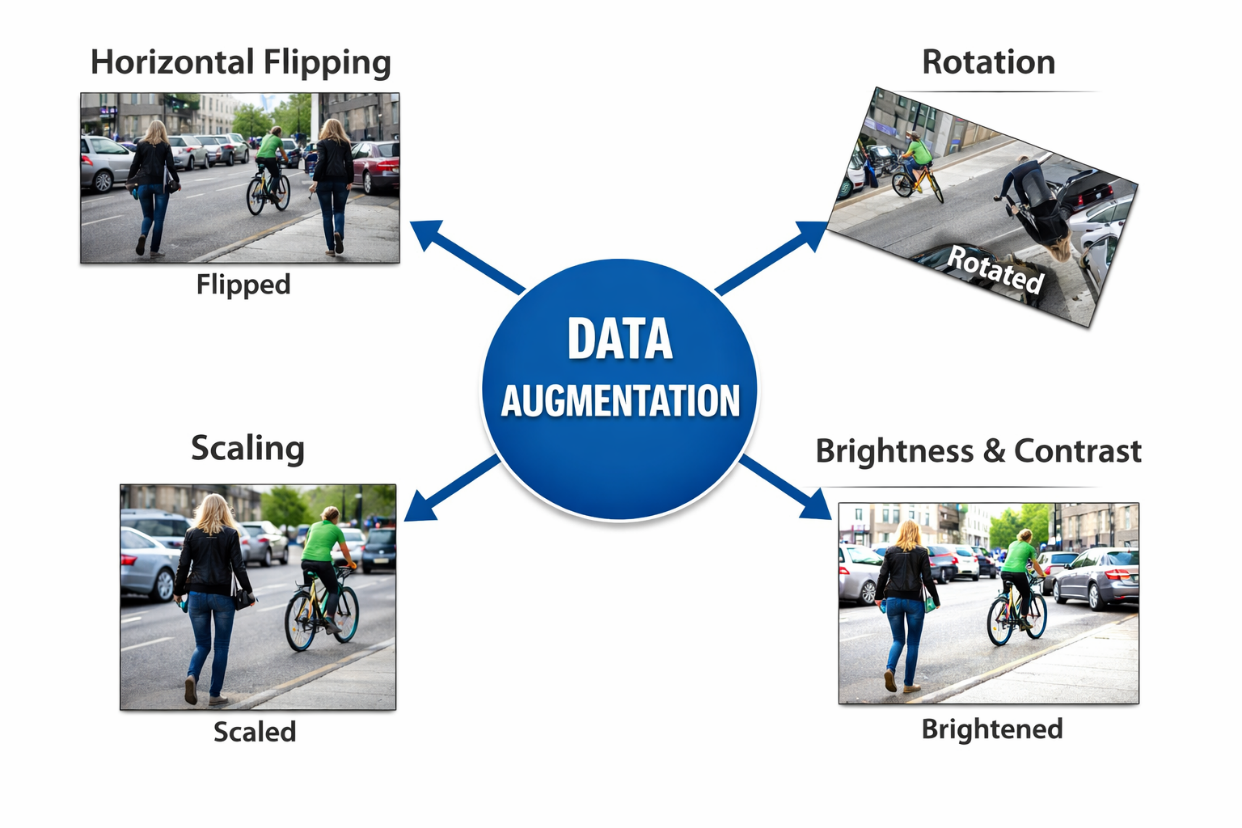 Horizontal Flipping
Flipped
Rotation
Rotated
DATA
AUGMENTATION
Scaling
Scaled
Brightness & Contrast
Brightened